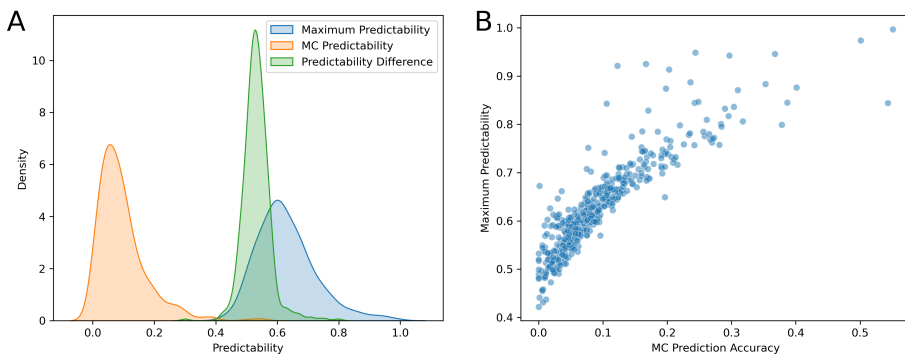 A
Maximum Predictability
MC Predictability
Predictability Difference
Density
10
8
6
4
2
0
0.0 0.2 0.4 0.6 0.8 1.0
Predictability
B
Maximum Predictability
1.0
0.9
0.8
0.7
0.6
0.5
0.4
0.0 0.1 0.2 0.3 0.4 0.5
MC Prediction Accuracy